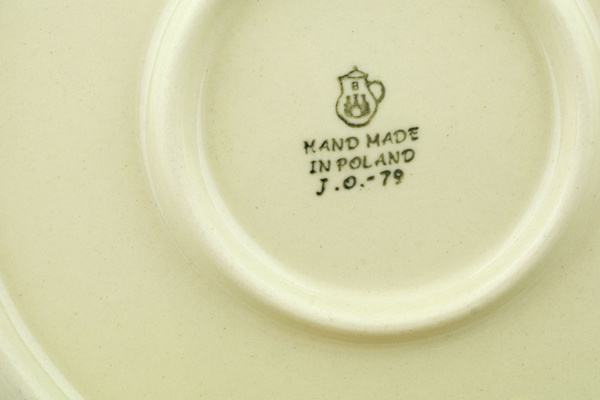 B
HAND MADE
IN POLAND
J.O.-79